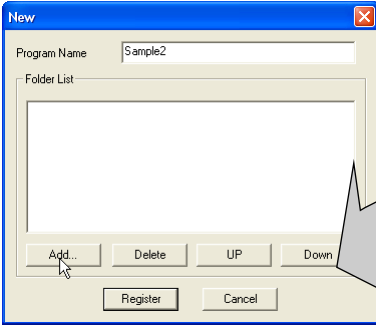 New
Program Name Sample2
Folder List
Add... Delete UP Down
Register Cancel